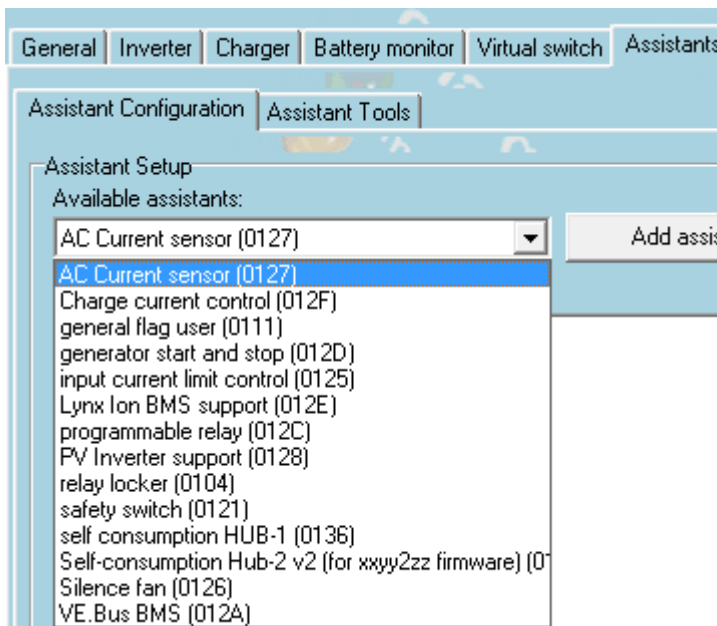 General Inverter Charger Battery monitor Virtual switch Assistants
Assistant Configuration Assistant Tools
Assistant Setup
Available assistants:
AC Current sensor (0127) Add assis
AC Current sensor (0127)
Charge current control (012F)
general flag user (0111)
generator start and stop (012D)
input current limit control (0125)
Lynx Ion BMS support (012E)
programmable relay (012C)
PV Inverter support (0128)
relay locker (0104)
safety switch (0121)
self consumption HUB-1 (0136)
Self-consumption Hub-2 v2 (for xxyy2zz firmware) (0
Silence fan (0126)
VE.Bus BMS (012A)